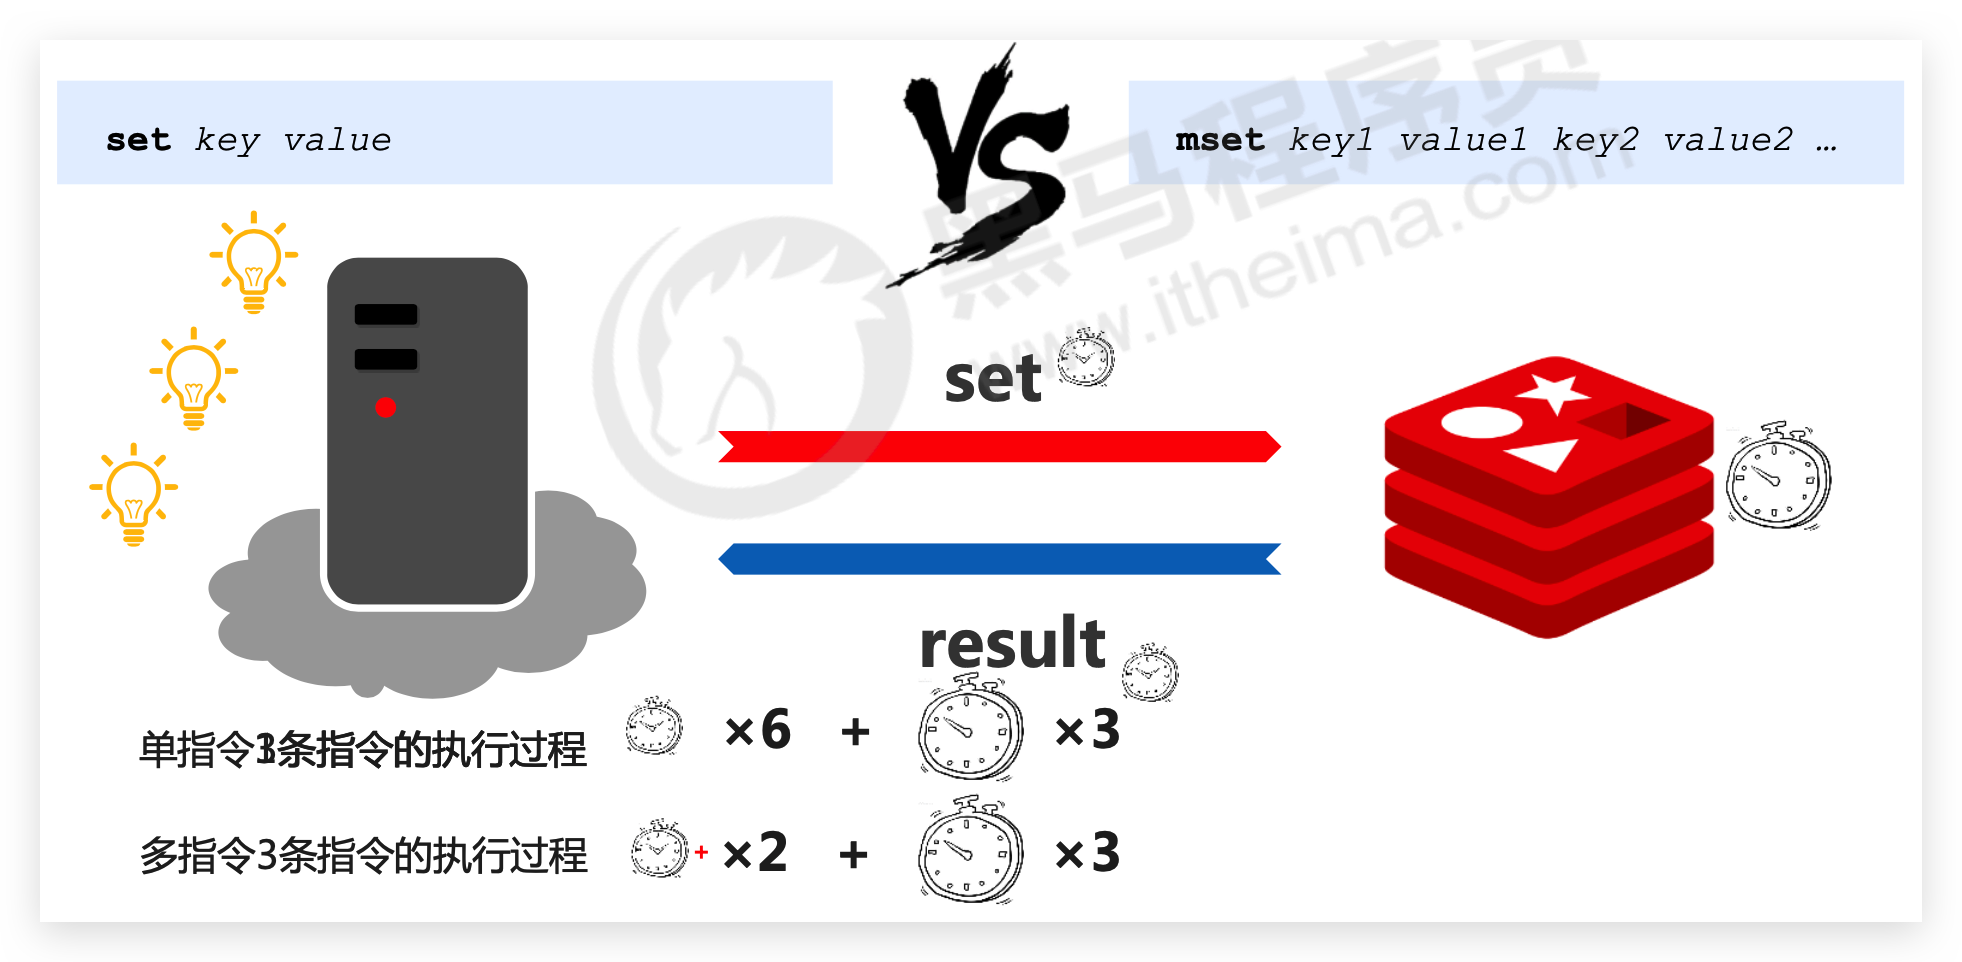 set key value
VS
mset key1 value1 key2 value2 …
黑马程序员
www.itheima.com
set
result
单指令3条指令的执行过程
×6 + ×3
多指令3条指令的执行过程
+ ×2 + ×3